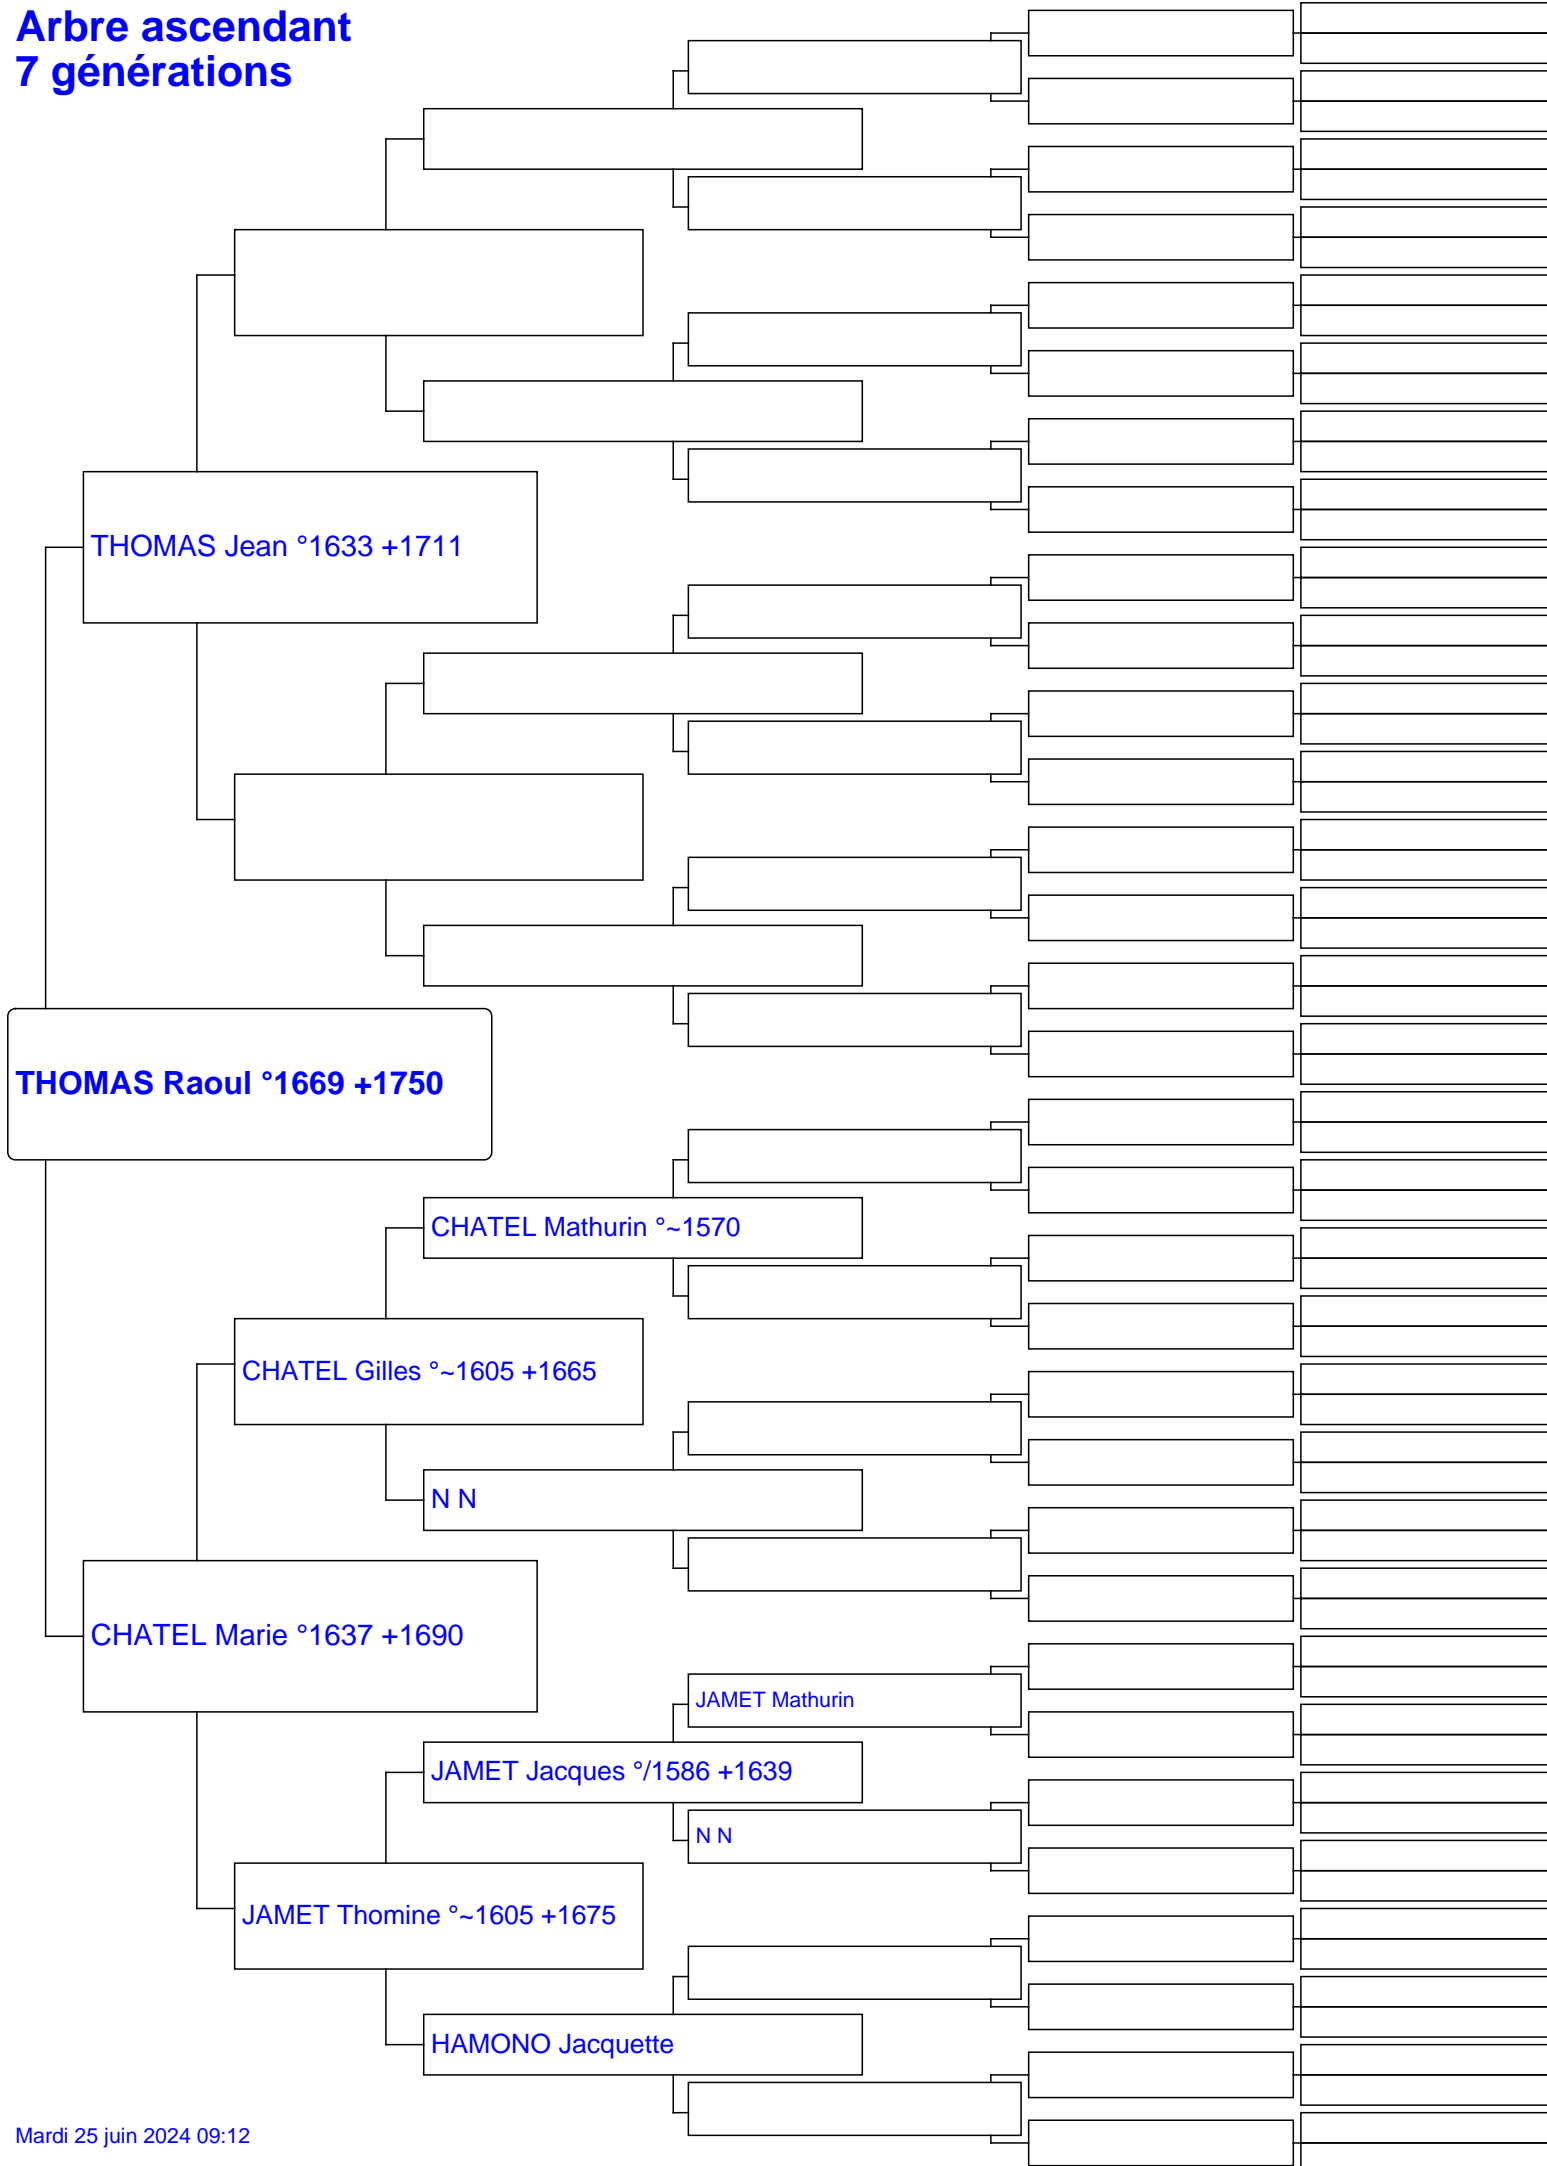 Arbre ascendant
7 générations
THOMAS Jean °1633 +1711
THOMAS Raoul °1669 +1750
CHATEL Mathurin °~1570
CHATEL Gilles °~1605 +1665
N N
CHATEL Marie °1637 +1690
JAMET Mathurin
JAMET Jacques °/1586 +1639
N N
JAMET Thomine °~1605 +1675
HAMONO Jacquette
Mardi 25 juin 2024 09:12